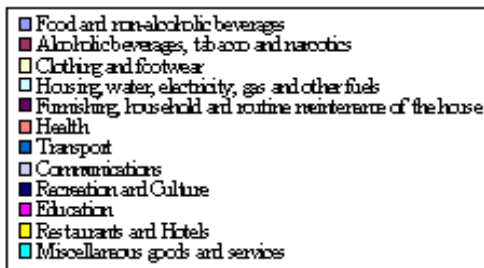 Food and non-alcoholic beverages
Alcoholic beverages, tabacco and narcotics
Clothing and footwear
Housing, water, electricity, gas and other fuels
Furnishing, household and routine meintenance of the house
Health
Transport
Communications
Recreation and Culture
Education
Restaurants and Hotels
Miscellaneous goods and services